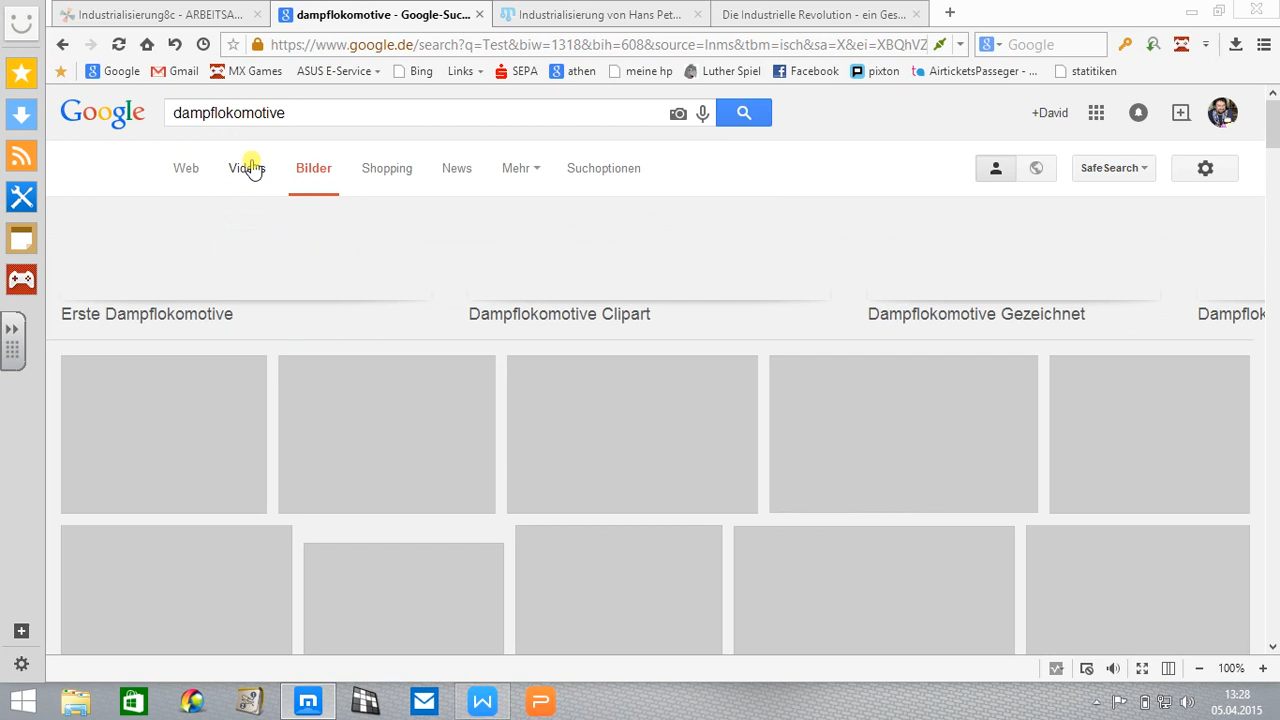 Industrialisierung8c - ARBEITSA...
dampflokomotive - Google-Suc...
Industrialisierung von Hans Pet...
Die Industrielle Revolution - ein Ges...
https://www.google.de/search?q=Test&biw=1318&bih=608&source=lnms&tbm=isch&sa=X&ei=XBQhVZ
Google
Google
Gmail
MX Games
ASUS E-Service
Bing
Links
SEPA
athen
meine hp
Luther Spiel
Facebook
pixton
AirticketsPasseger - ...
statitiken
Google
dampflokomotive
+David
Web
Videos
Bilder
Shopping
News
Mehr
Suchoptionen
SafeSearch
Erste Dampflokomotive
Dampflokomotive Clipart
Dampflokomotive Gezeichnet
Dampflok
100%
13:28
05.04.2015